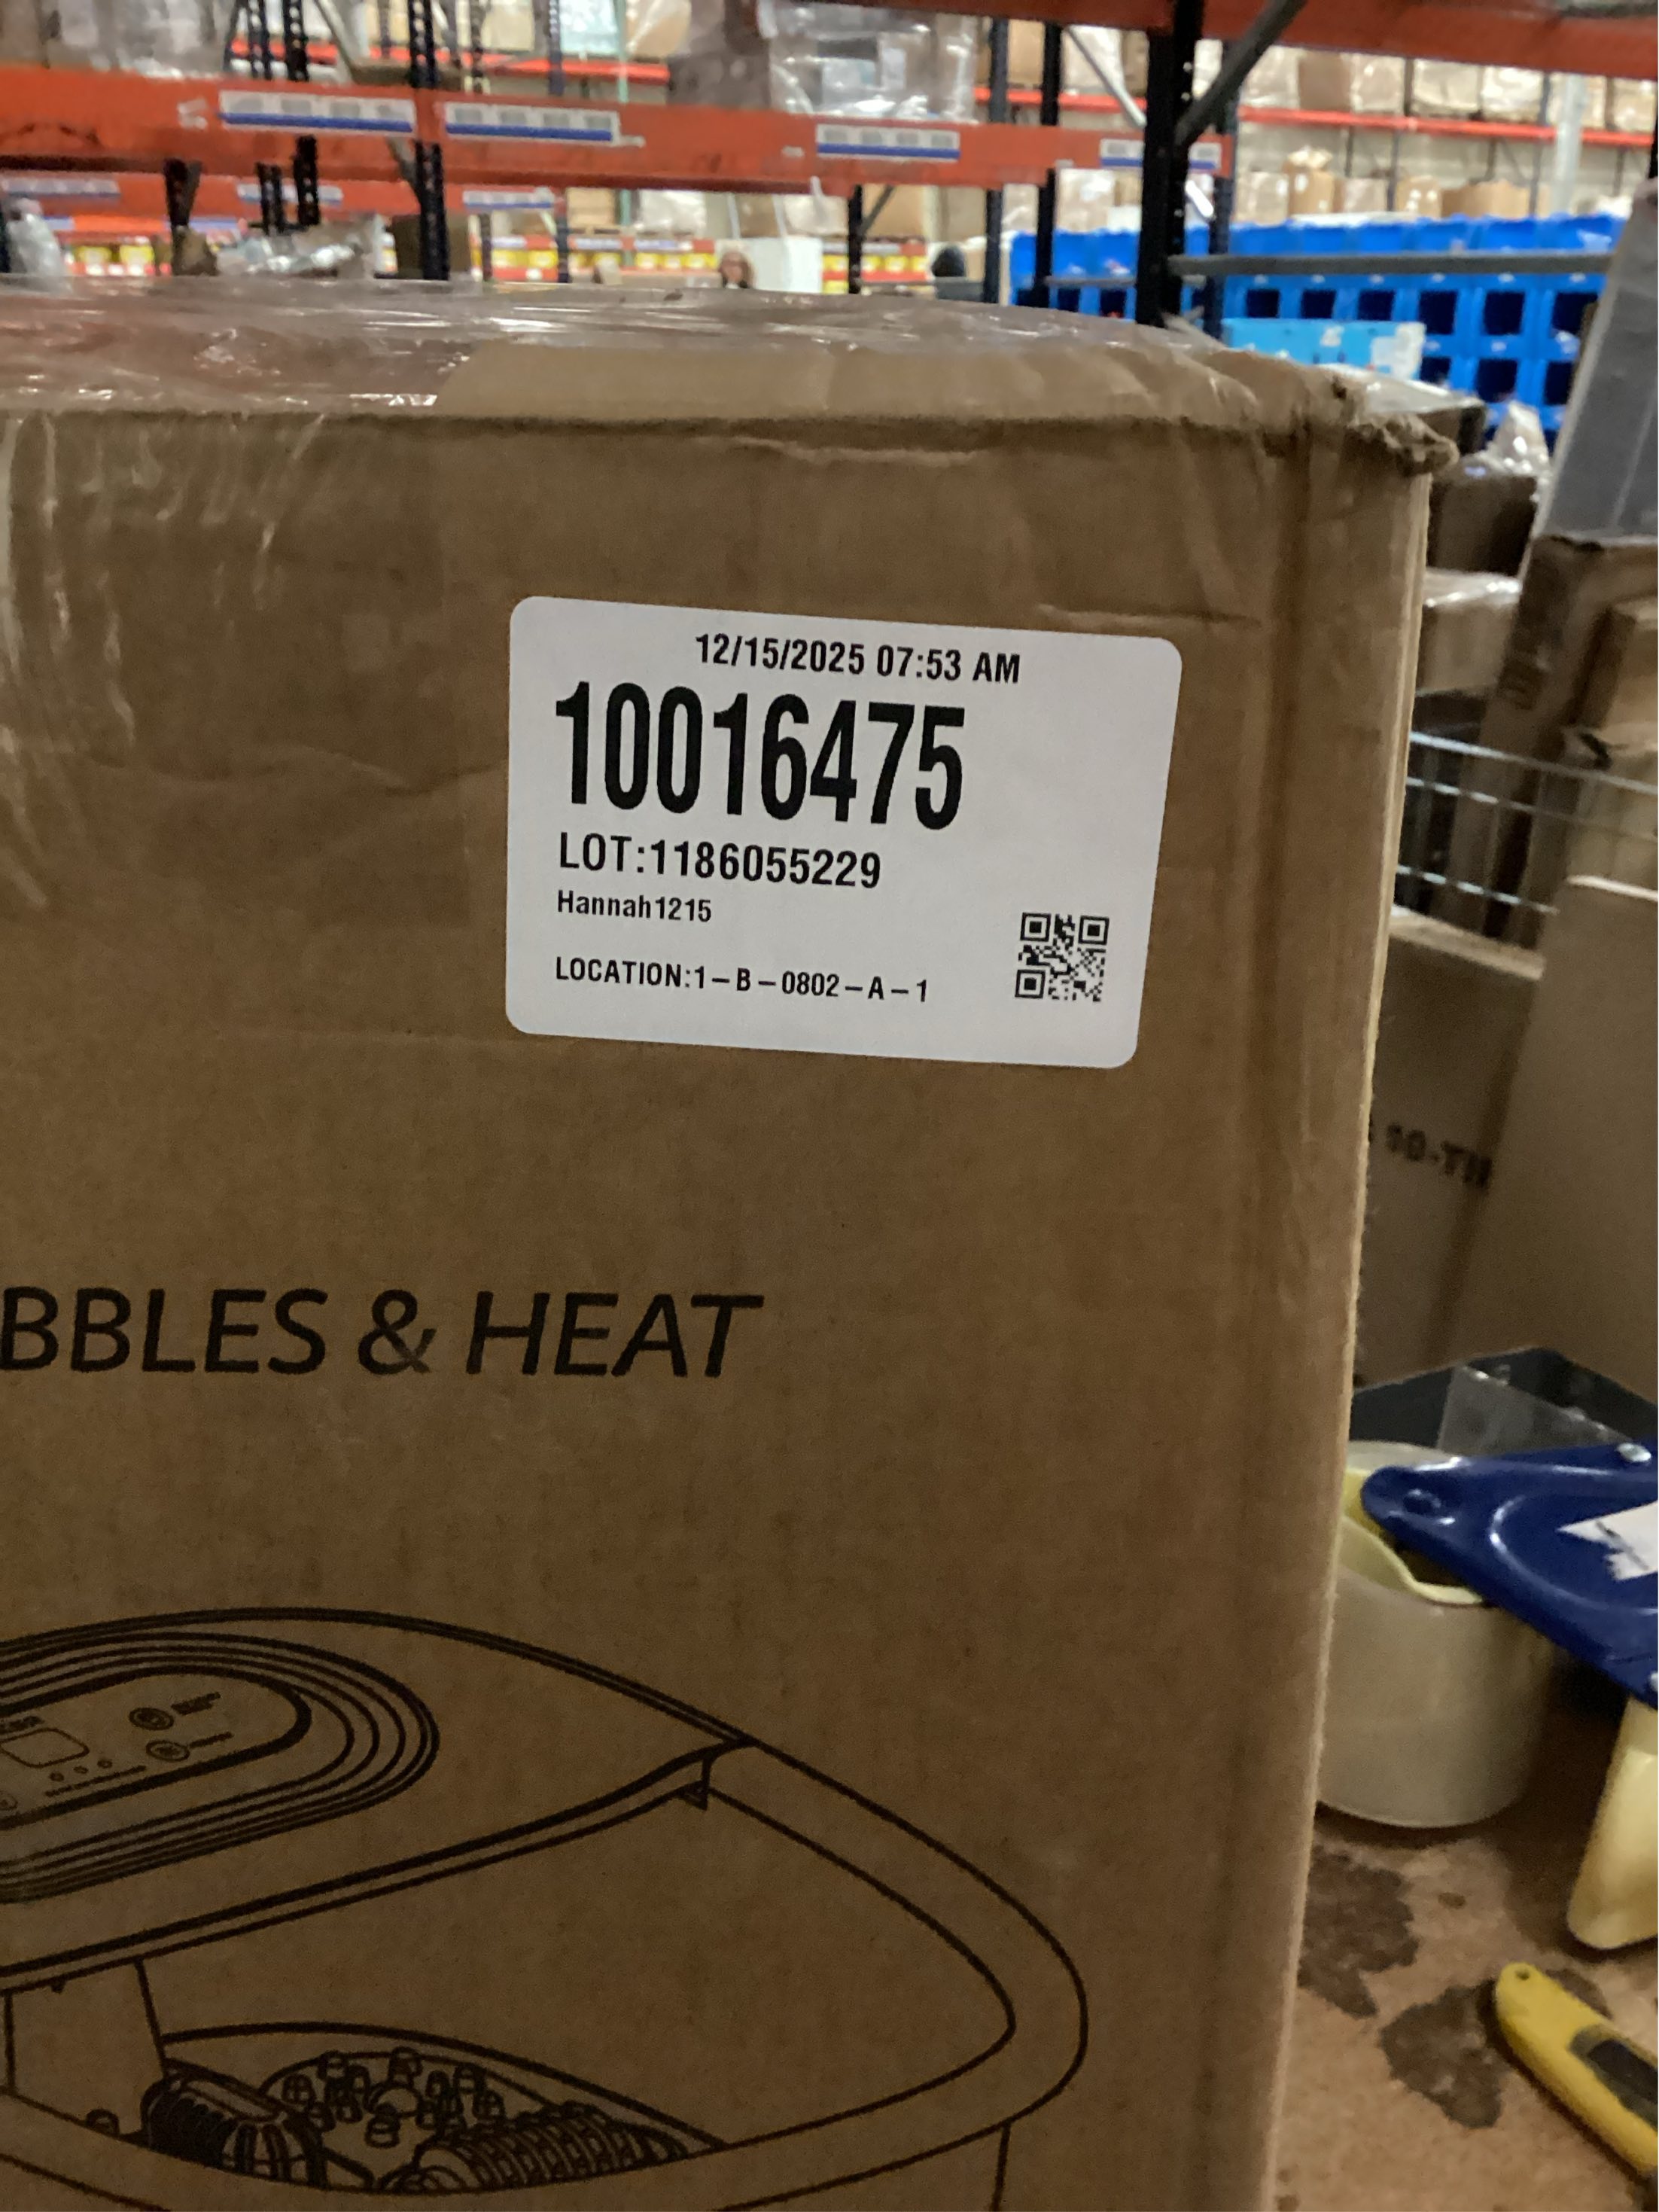 12/15/2025 07:53 AM
10016475
LOT:1186055229
Hannah1215
LOCATION:1-B-0802-A-1
BBLES & HEAT